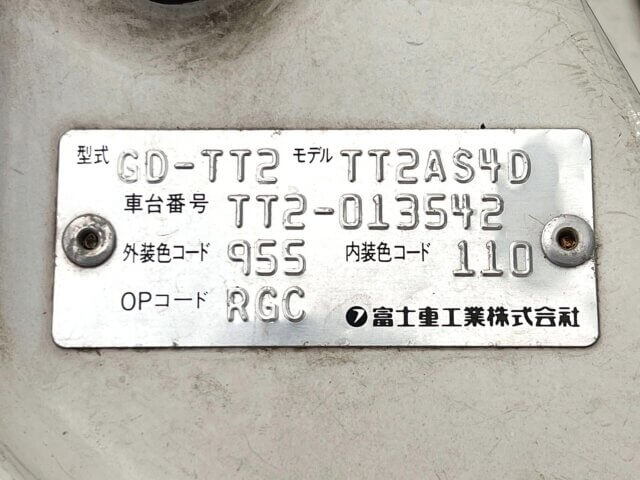 型式 GD-TT2 モデル TT2AS4D
車台番号 TT2-013542
外装色コード 955 内装色コード 110
OPコード RGC 富士重工業株式会社